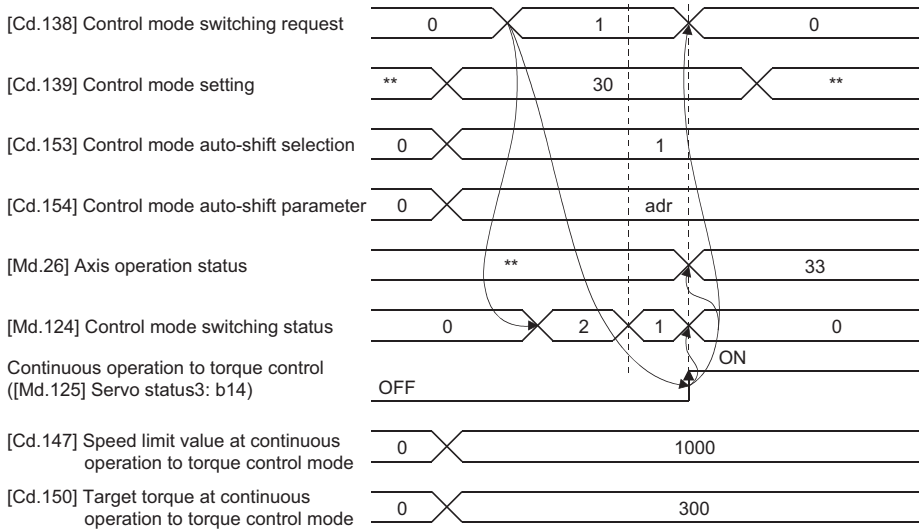 [Cd.138] Control mode switching request 0 1 0
[Cd.139] Control mode setting ** 30 **
[Cd.153] Control mode auto-shift selection 0 1
[Cd.154] Control mode auto-shift parameter 0 adr
[Md.26] Axis operation status ** 33
[Md.124] Control mode switching status 0 2 1 0
Continuous operation to torque control ON
([Md.125] Servo status3: b14) OFF
[Cd.147] Speed limit value at continuous 0 1000
operation to torque control mode
[Cd.150] Target torque at continuous 0 300
operation to torque control mode